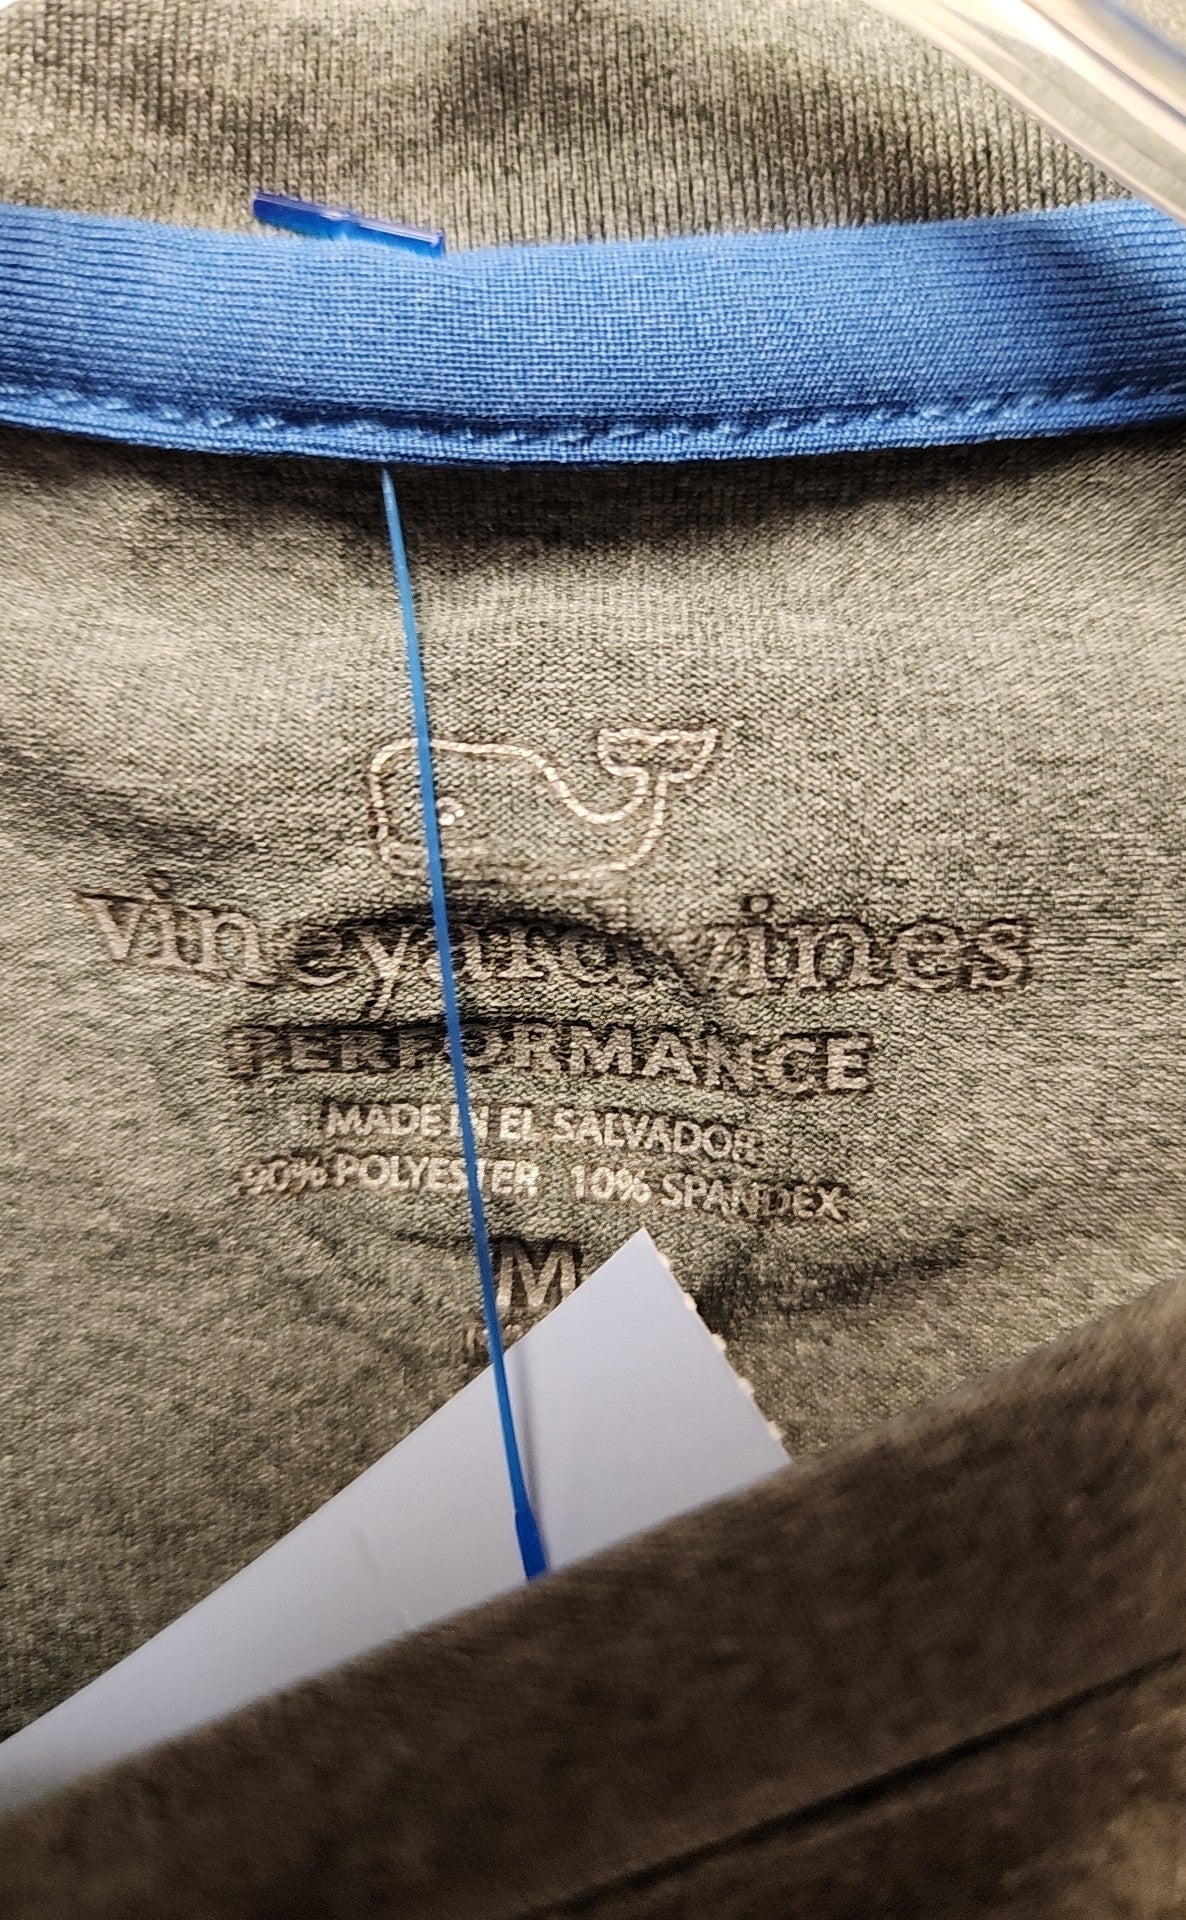 vineyard vines
PERFORMANCE
MADE IN EL SALVADOR
90% POLYESTER 10% SPANDEX
M